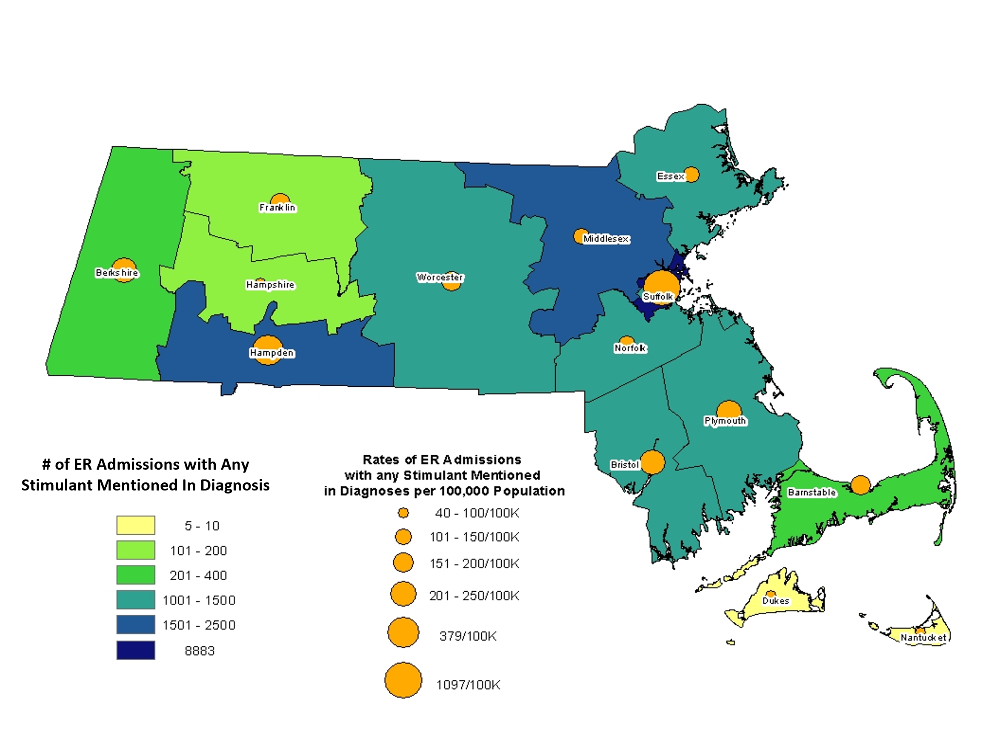 Essex
Franklin
Middlesex
Berkshire
Worcester
Hampshire
Suffolk
Norfolk
Hampden
Plymouth
Bristol
Barnstable
Dukes
Nantucket
# of ER Admissions with Any
Stimulant Mentioned In Diagnosis
5 - 10
101 - 200
201 - 400
1001 - 1500
1501 - 2500
8883
Rates of ER Admissions
with any Stimulant Mentioned
in Diagnoses per 100,000 Population
40 - 100/100K
101 - 150/100K
151 - 200/100K
201 - 250/100K
379/100K
1097/100K